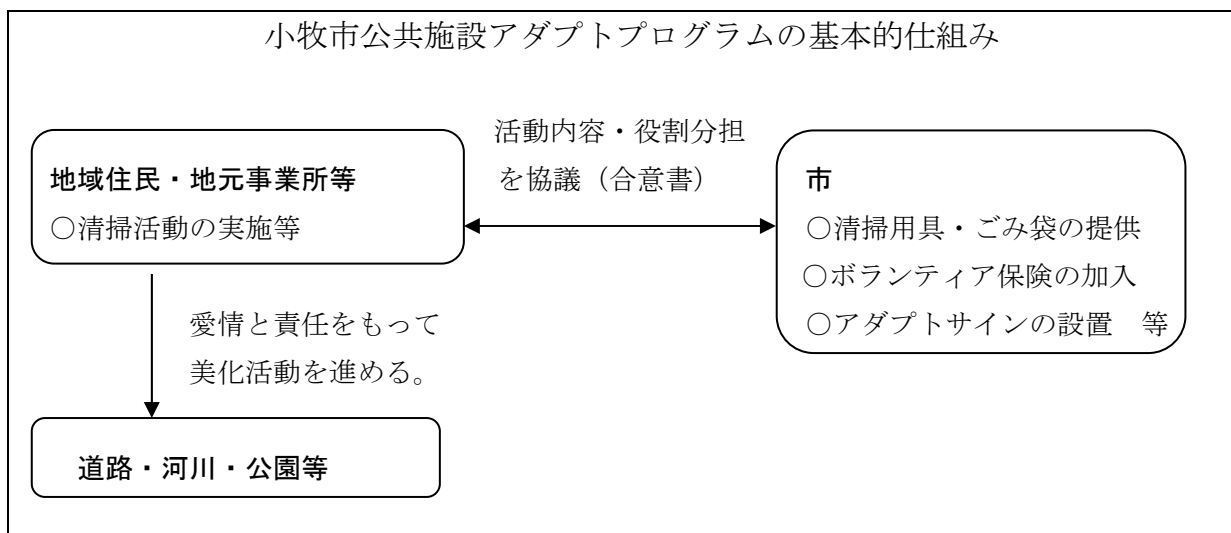 小牧市公共施設アダプトプログラムの基本的仕組み
活動内容・役割分担
を協議（合意書）
地域住民・地元事業所等
○清掃活動の実施等
市
○清掃用具・ごみ袋の提供
○ボランティア保険の加入
○アダプトサインの設置　等
愛情と責任をもって
美化活動を進める。
道路・河川・公園等